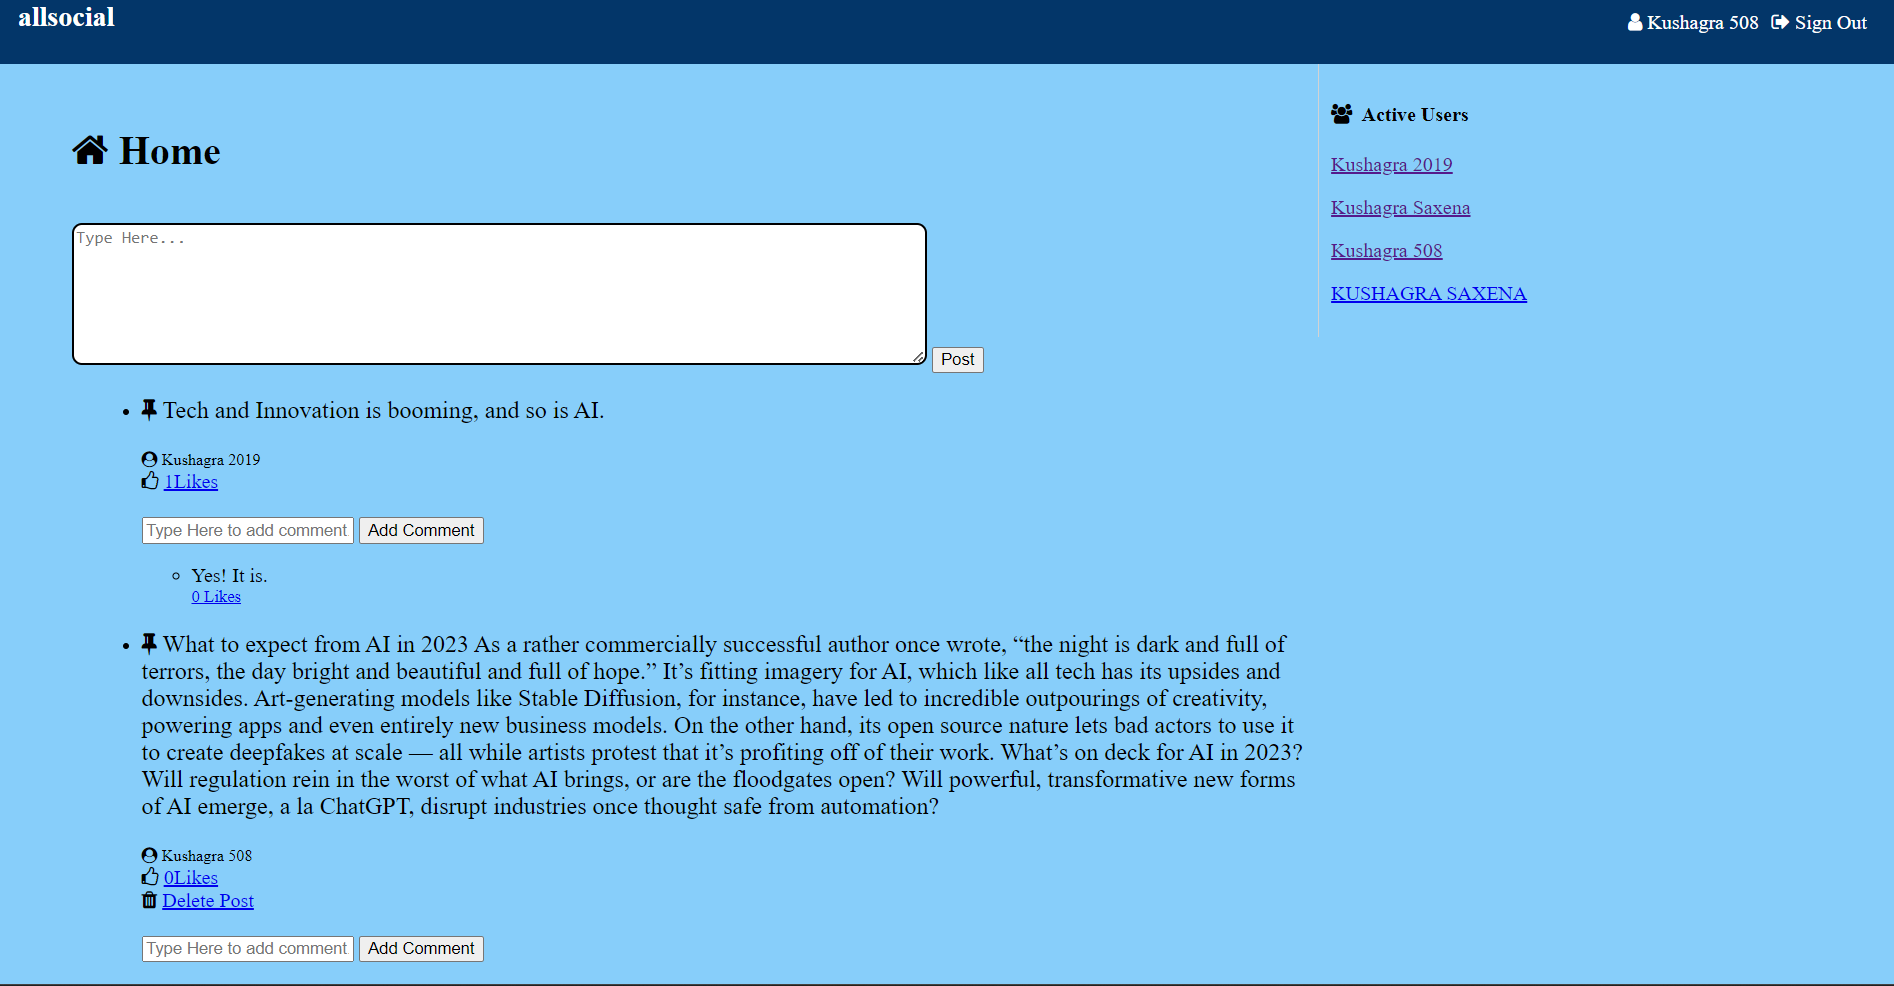 allsocial
Kushagra 508 Sign Out
Home
Type Here...
Post
Tech and Innovation is booming, and so is AI.
Kushagra 2019
1Likes
Type Here to add comment
Add Comment
Yes! It is.
0 Likes
What to expect from AI in 2023 As a rather commercially successful author once wrote, “the night is dark and full of
terrors, the day bright and beautiful and full of hope.” It’s fitting imagery for AI, which like all tech has its upsides and
downsides. Art-generating models like Stable Diffusion, for instance, have led to incredible outpourings of creativity,
powering apps and even entirely new business models. On the other hand, its open source nature lets bad actors to use it
to create deepfakes at scale — all while artists protest that it’s profiting off of their work. What’s on deck for AI in 2023?
Will regulation rein in the worst of what AI brings, or are the floodgates open? Will powerful, transformative new forms
of AI emerge, a la ChatGPT, disrupt industries once thought safe from automation?
Kushagra 508
0Likes
Delete Post
Type Here to add comment
Add Comment
Active Users
Kushagra 2019
Kushagra Saxena
Kushagra 508
KUSHAGRA SAXENA